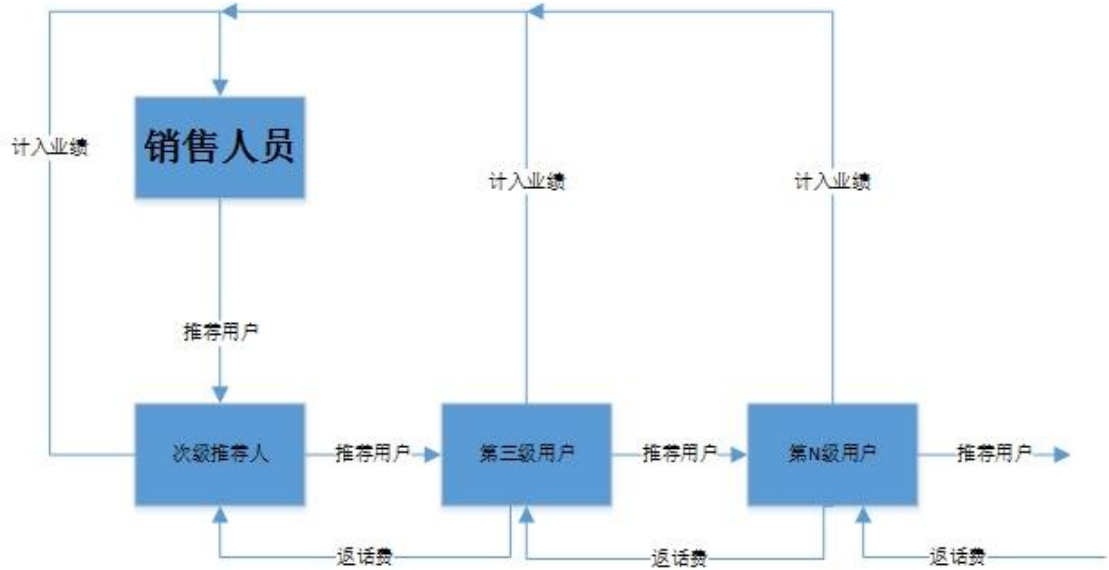 计入业绩
销售人员
计入业绩
计入业绩
推荐用户
次级推荐人
推荐用户
第三级用户
推荐用户
第N级用户
推荐用户
返话费
返话费
返话费